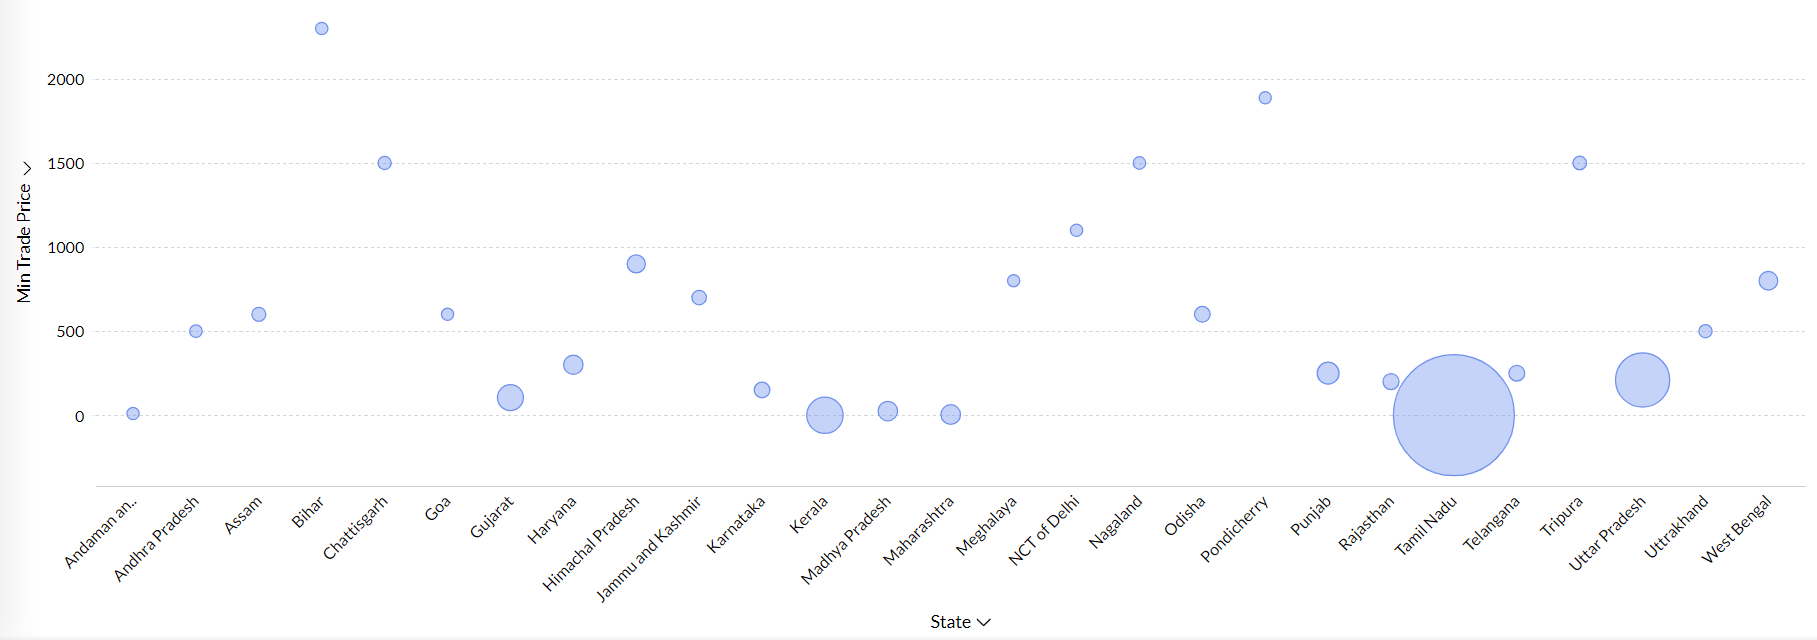 2000
1500
1000
500
0
Min Trade Price
Andaman an..
Andhra Pradesh
Assam
Bihar
Chattisgarh
Goa
Gujarat
Haryana
Himachal Pradesh
Jammu and Kashmir
Karnataka
Kerala
Madhya Pradesh
Maharashtra
Meghalaya
NCT of Delhi
Nagaland
Odisha
Pondicherry
Punjab
Rajasthan
Tamil Nadu
Telangana
Tripura
Uttar Pradesh
Uttrakhand
West Bengal
State